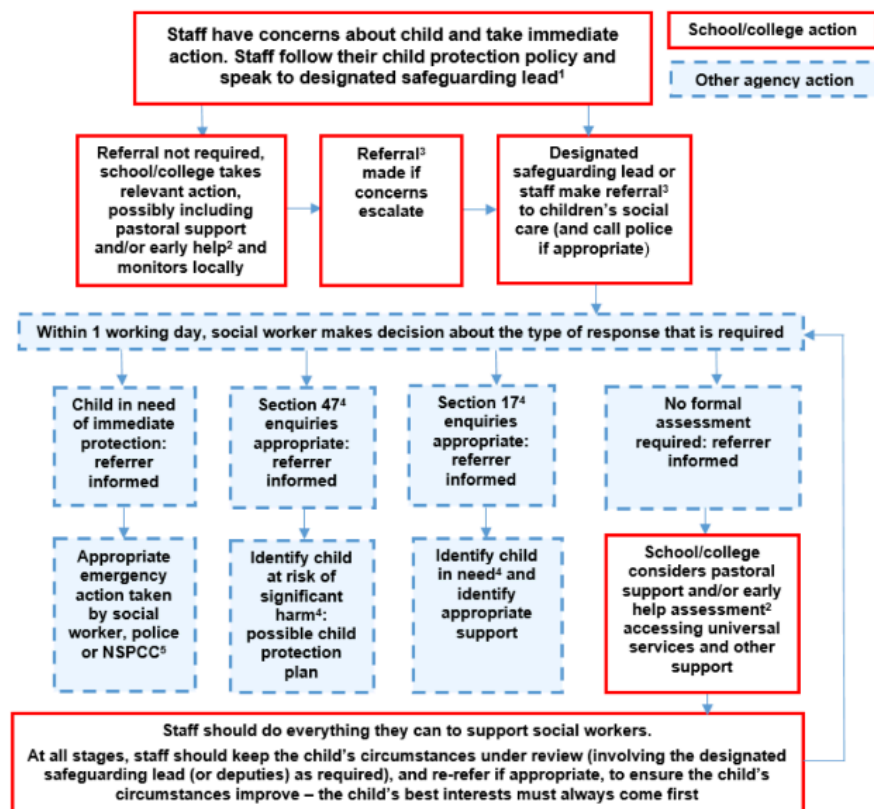 Staff have concerns about child and take immediate
action. Staff follow their child protection policy and
speak to designated safeguarding lead¹
School/college action
Other agency action
Referral not required,
school/college takes
relevant action,
possibly including
pastoral support
and/or early help² and
monitors locally
Referral³
made if
concerns
escalate
Designated
safeguarding lead or
staff make referral³
to children's social
care (and call police
if appropriate)
Within 1 working day, social worker makes decision about the type of response that is required
Child in need
of immediate
protection:
referrer
informed
Section 47⁴
enquiries
appropriate:
referrer
informed
Section 17⁴
enquiries
appropriate:
referrer
informed
No formal
assessment
required: referrer
informed
Appropriate
emergency
action taken
by social
worker, police
or NSPCC⁵
Identify child
at risk of
significant
harm⁴:
possible child
protection
plan
Identify child
in need⁴ and
identify
appropriate
support
School/college
considers pastoral
support and/or early
help assessment²
accessing universal
services and other
support
Staff should do everything they can to support social workers.
At all stages, staff should keep the child's circumstances under review (involving the designated
safeguarding lead (or deputies) as required), and re-refer if appropriate, to ensure the child's
circumstances improve – the child's best interests must always come first